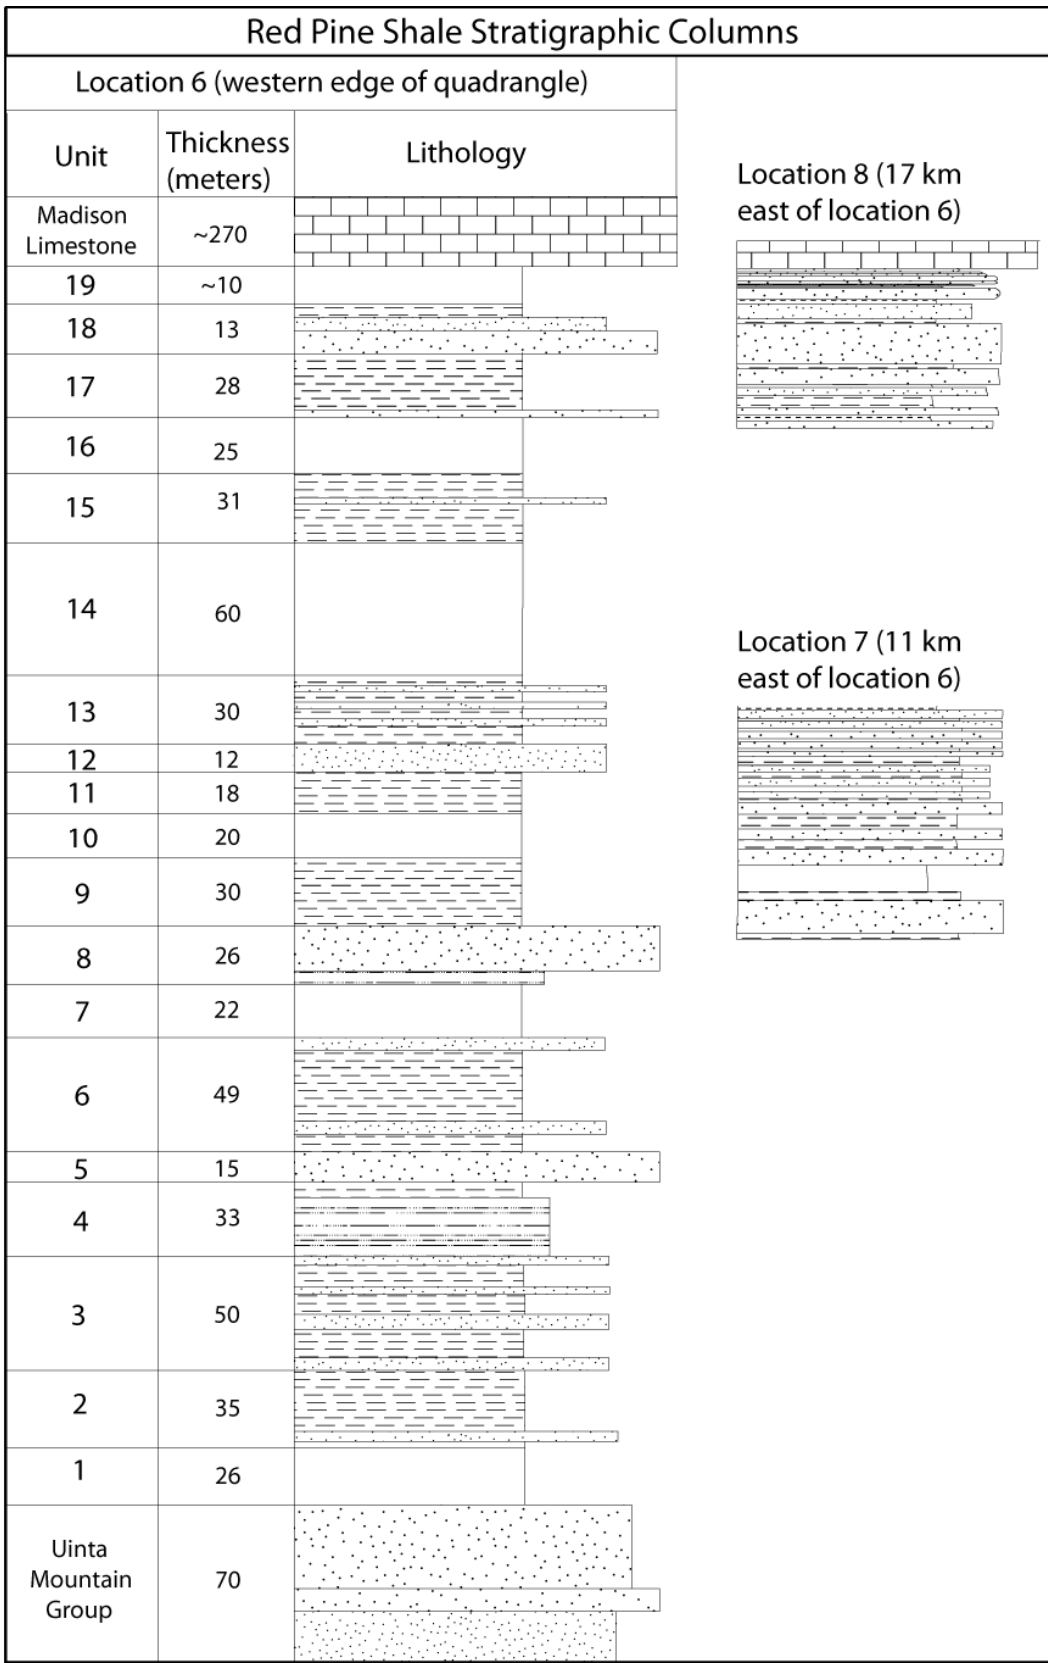 Red Pine Shale Stratigraphic Columns
Location 6 (western edge of quadrangle)
Unit
Thickness
(meters)
Lithology
Madison
Limestone
~270
19
~10
18
13
17
28
16
25
15
31
14
60
13
30
12
12
11
18
10
20
9
30
8
26
7
22
6
49
5
15
4
33
3
50
2
35
1
26
Uinta
Mountain
Group
70
Location 8 (17 km
east of location 6)
Location 7 (11 km
east of location 6)